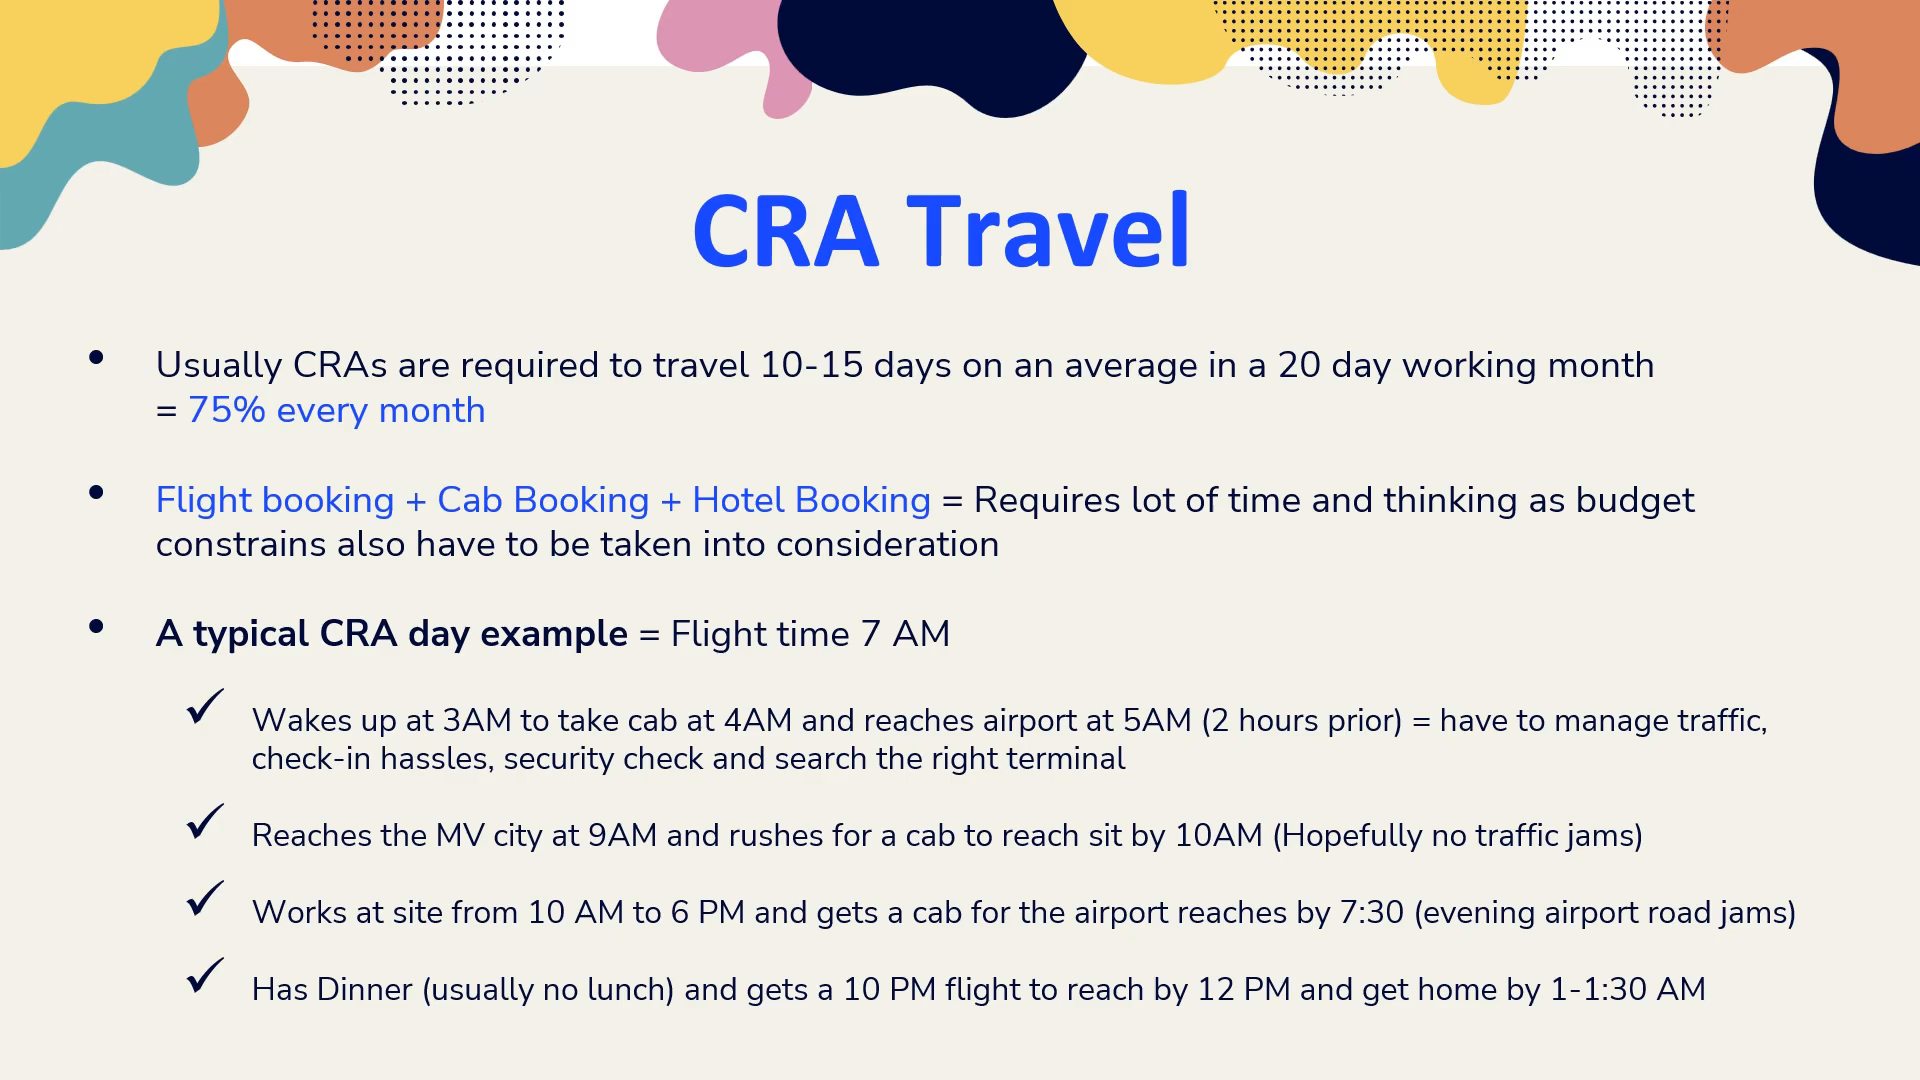 CRA Travel
• Usually CRAs are required to travel 10-15 days on an average in a 20 day working month
= 75% every month
• Flight booking + Cab Booking + Hotel Booking = Requires lot of time and thinking as budget
constrains also have to be taken into consideration
• A typical CRA day example = Flight time 7 AM
✓ Wakes up at 3AM to take cab at 4AM and reaches airport at 5AM (2 hours prior) = have to manage traffic,
check-in hassles, security check and search the right terminal
✓ Reaches the MV city at 9AM and rushes for a cab to reach sit by 10AM (Hopefully no traffic jams)
✓ Works at site from 10 AM to 6 PM and gets a cab for the airport reaches by 7:30 (evening airport road jams)
✓ Has Dinner (usually no lunch) and gets a 10 PM flight to reach by 12 PM and get home by 1-1:30 AM